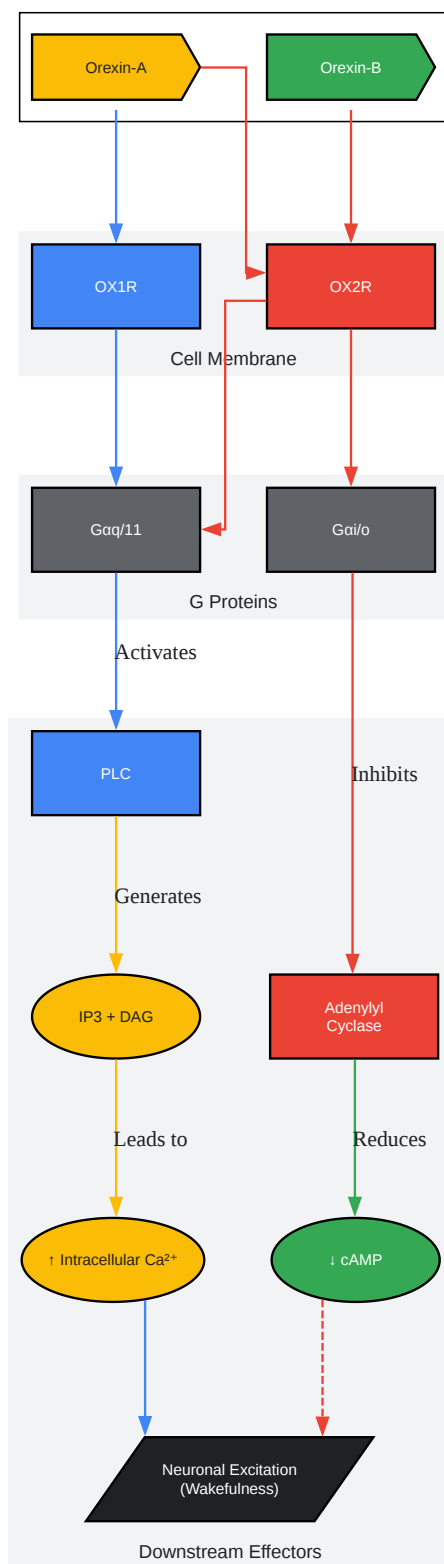 Orexin-A
Orexin-B
OX1R
OX2R
Cell Membrane
Gαq/11
Gαi/o
G Proteins
Activates
PLC
Inhibits
Generates
IP3 + DAG
Adenylyl
Cyclase
Leads to
Reduces
↑ Intracellular Ca²⁺
↓ cAMP
Neuronal Excitation
(Wakefulness)
Downstream Effectors